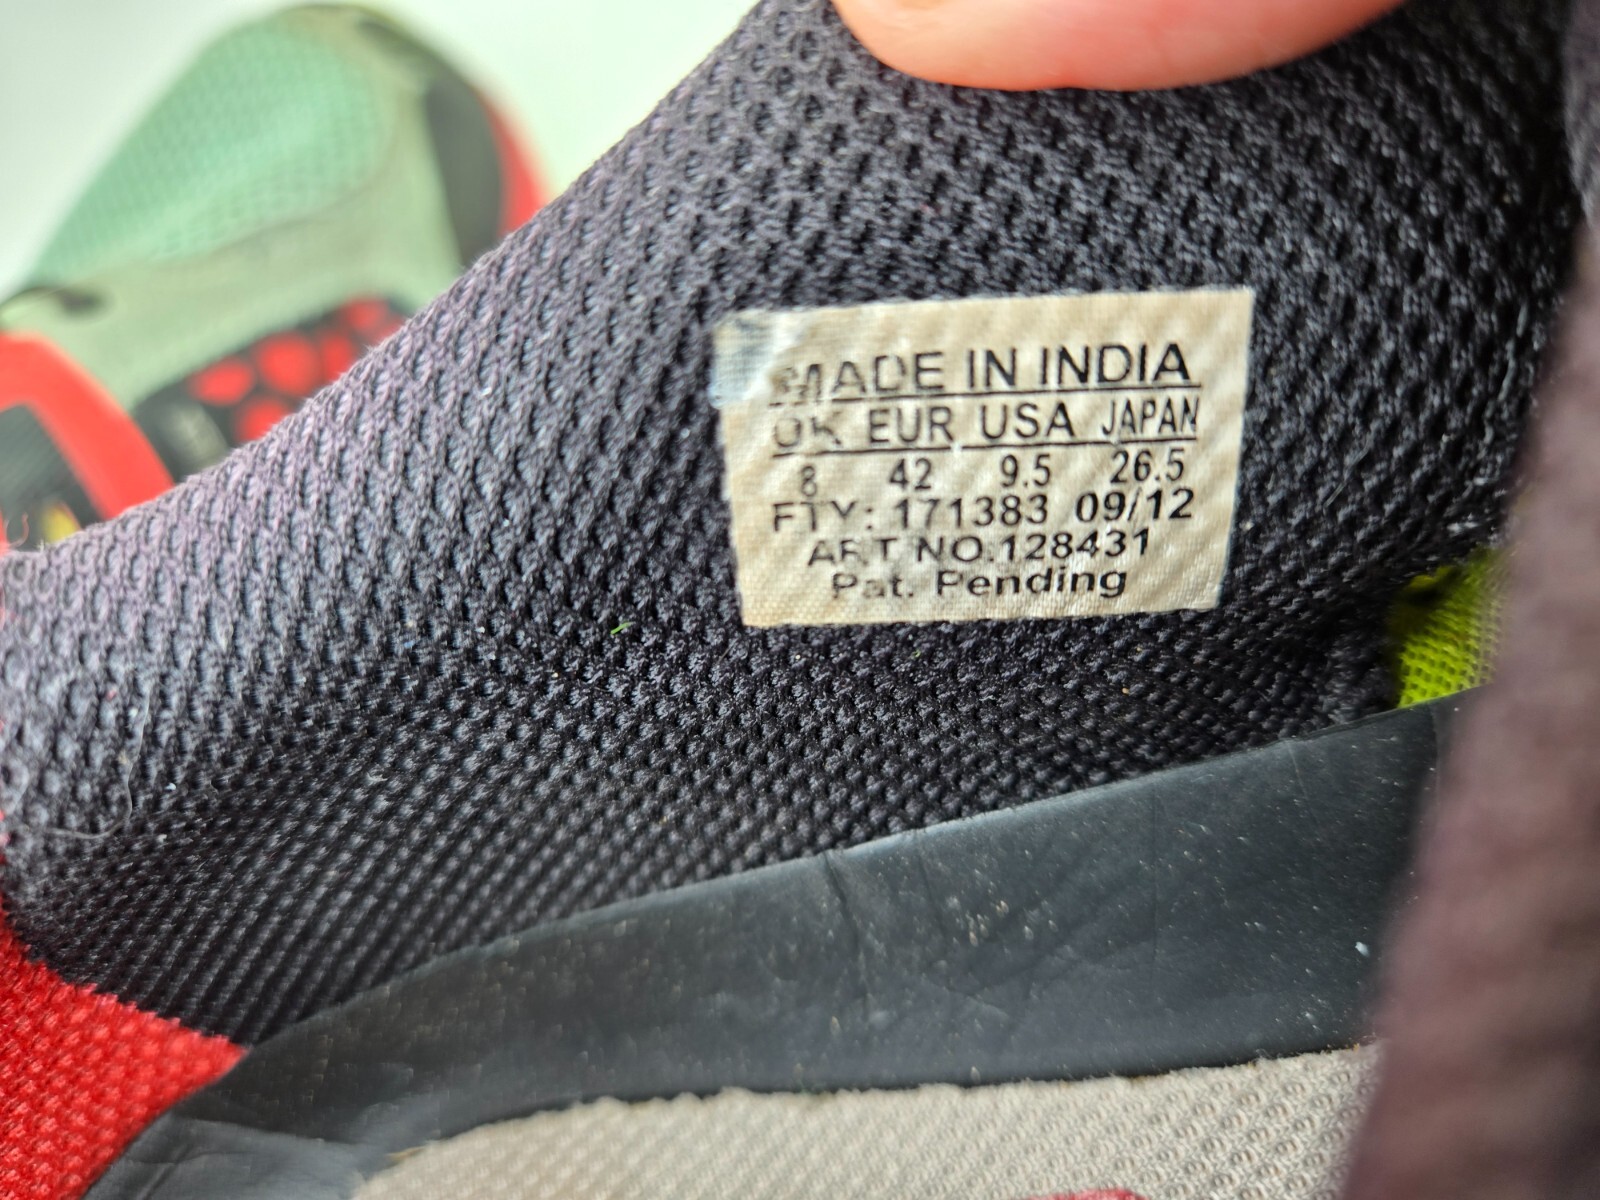 MADE IN INDIA
UK EUR USA JAPAN
8 42 9.5 26.5
FTY: 171383 09/12
ART NO.128431
Pat. Pending